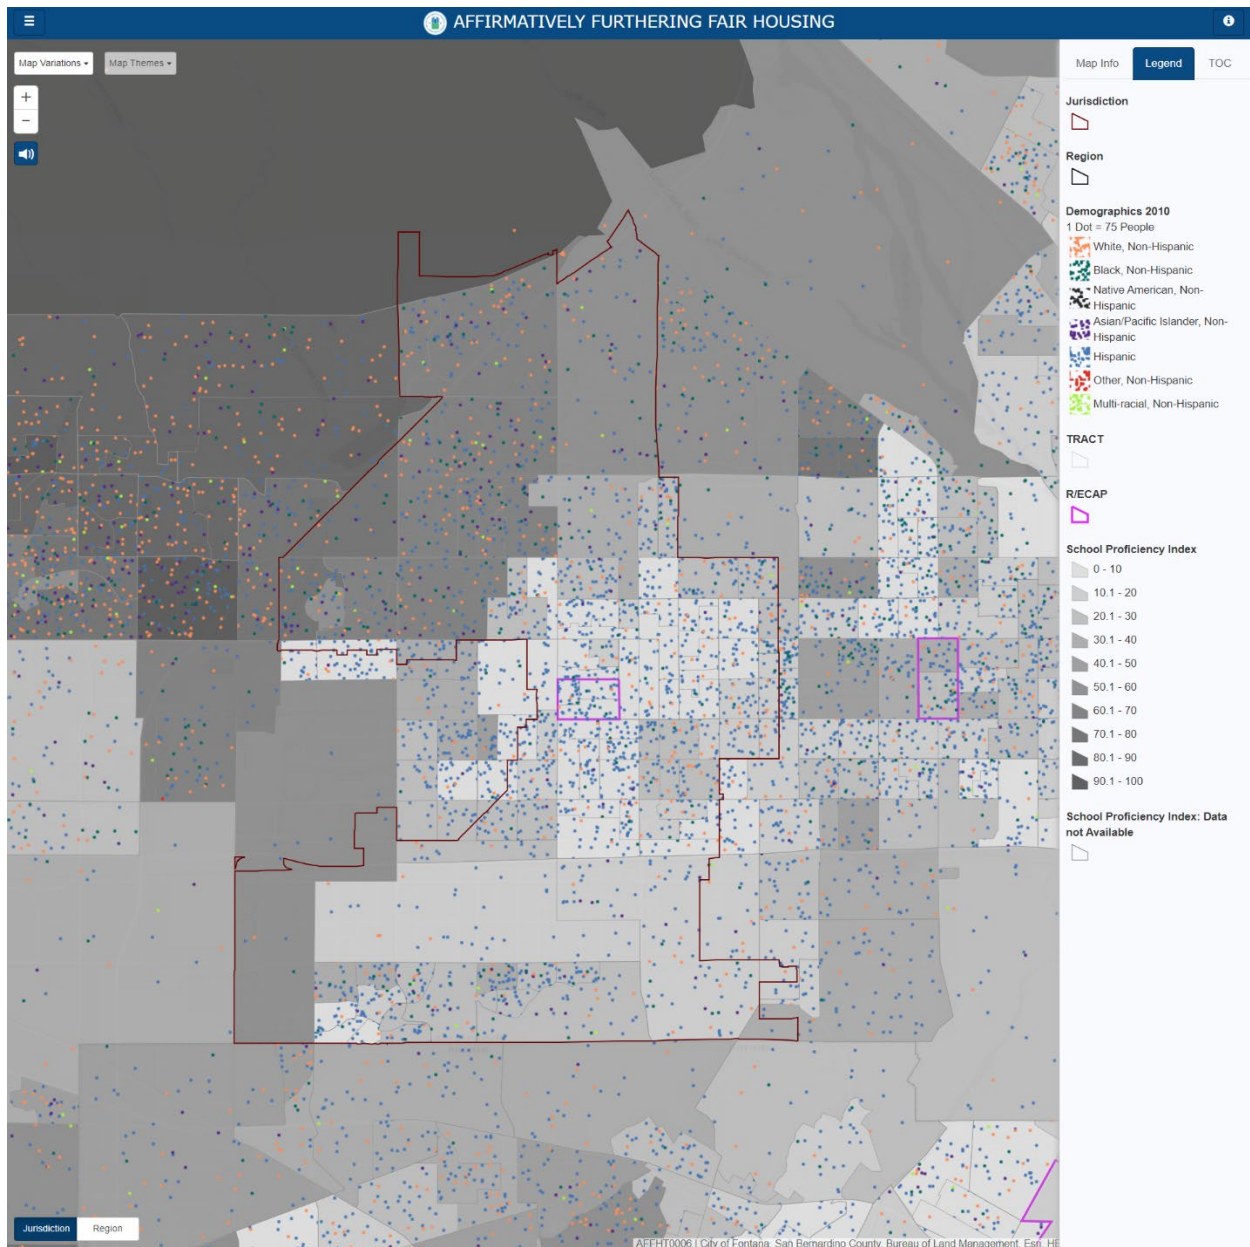 AFFIRMATIVELY FURTHERING FAIR HOUSING
Map Variations
Map Themes
+
−
Map Info
Legend
TOC
Jurisdiction
Region
Demographics 2010
1 Dot = 75 People
White, Non-Hispanic
Black, Non-Hispanic
Native American, Non-
Hispanic
Asian/Pacific Islander, Non-
Hispanic
Hispanic
Other, Non-Hispanic
Multi-racial, Non-Hispanic
TRACT
R/ECAP
School Proficiency Index
0 - 10
10.1 - 20
20.1 - 30
30.1 - 40
40.1 - 50
50.1 - 60
60.1 - 70
70.1 - 80
80.1 - 90
90.1 - 100
School Proficiency Index: Data
not Available
Jurisdiction
Region
AFFHT0006 | City of Fontana, San Bernardino County, Bureau of Land Management, Esri, HE